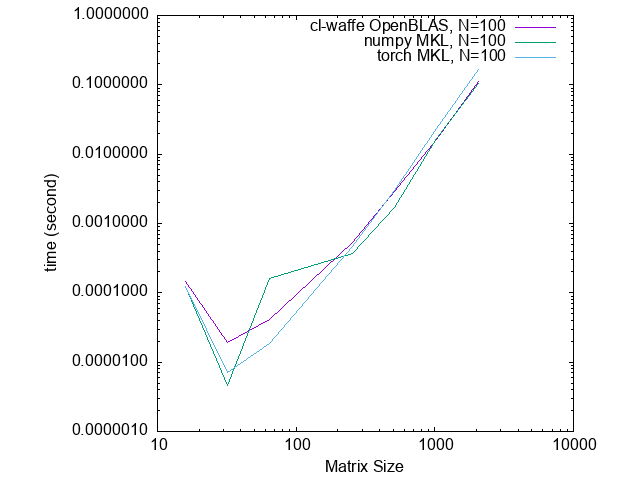 1.0000000
cl-waffe OpenBLAS, N=100
numpy MKL, N=100
torch MKL, N=100
0.1000000
0.0100000
0.0010000
0.0001000
0.0000100
0.0000010
time (second)
10
100
1000
10000
Matrix Size